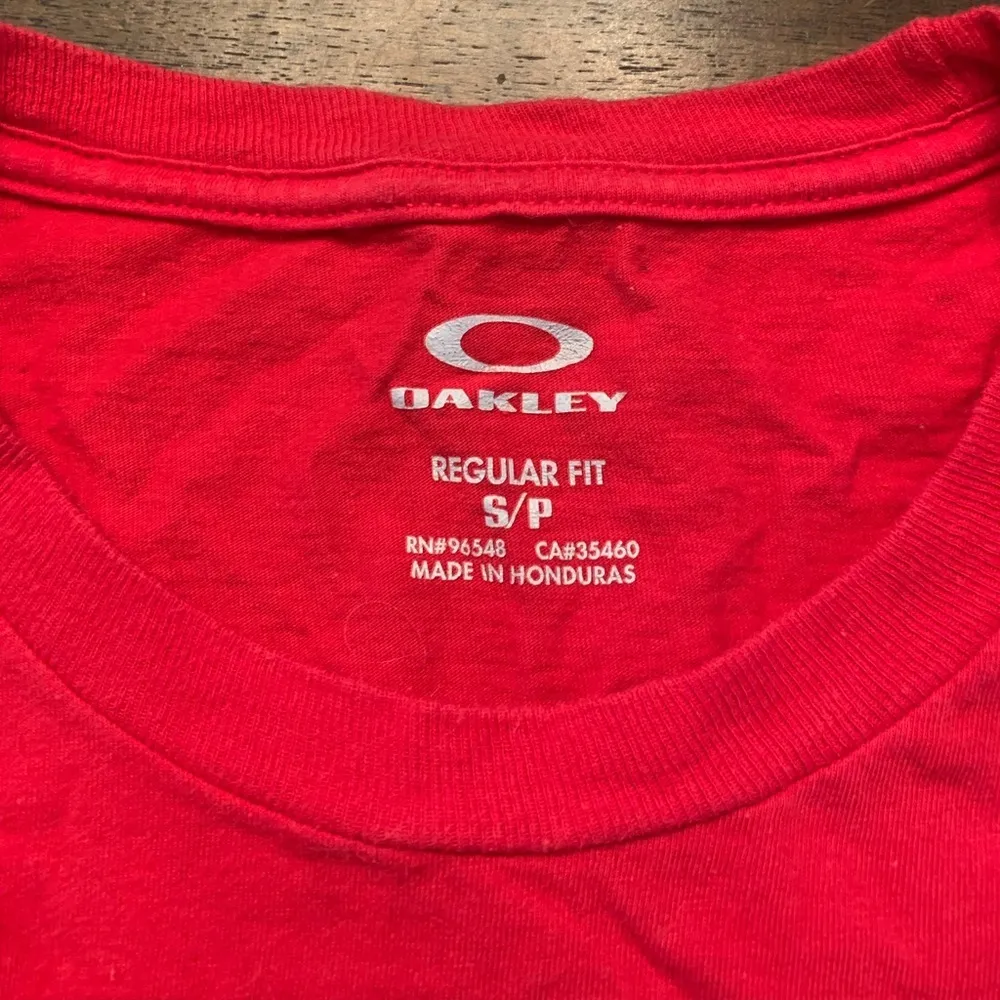 OAKLEY
REGULAR FIT
S/P
RN#96548 CA#35460
MADE IN HONDURAS